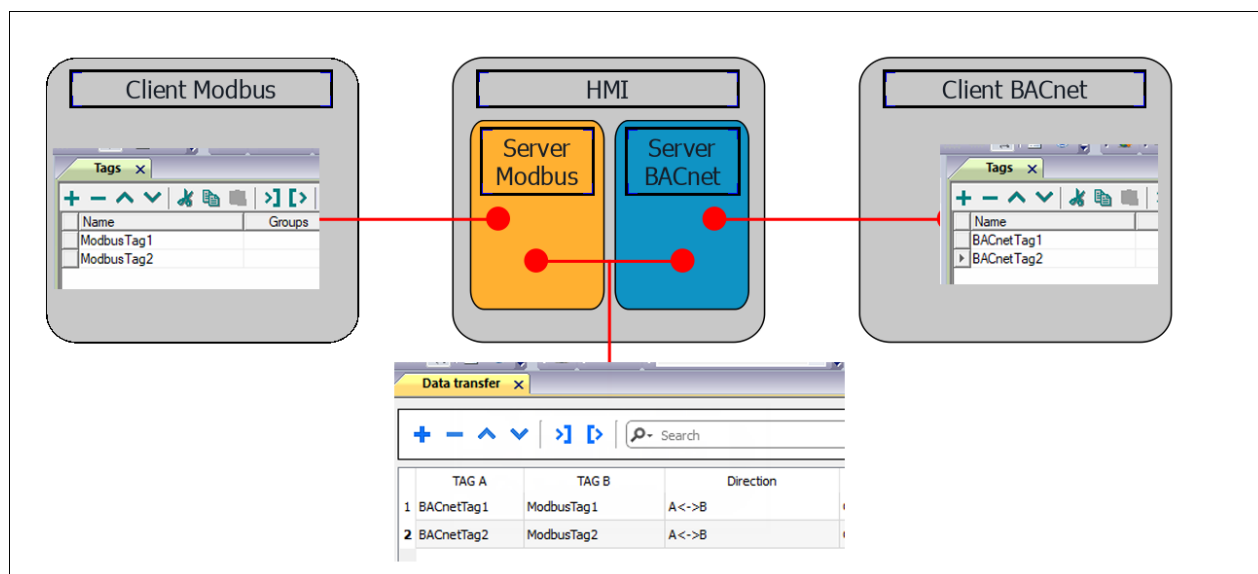 Client Modbus
HMI
Client BACnet
Server
Modbus
Server
BACnet
Tags
Name Groups
ModbusTag1
ModbusTag2
Tags
Name
BACnetTag1
BACnetTag2
Data transfer
Search
TAG A TAG B Direction
1 BACnetTag1 ModbusTag1 A<->B
2 BACnetTag2 ModbusTag2 A<->B